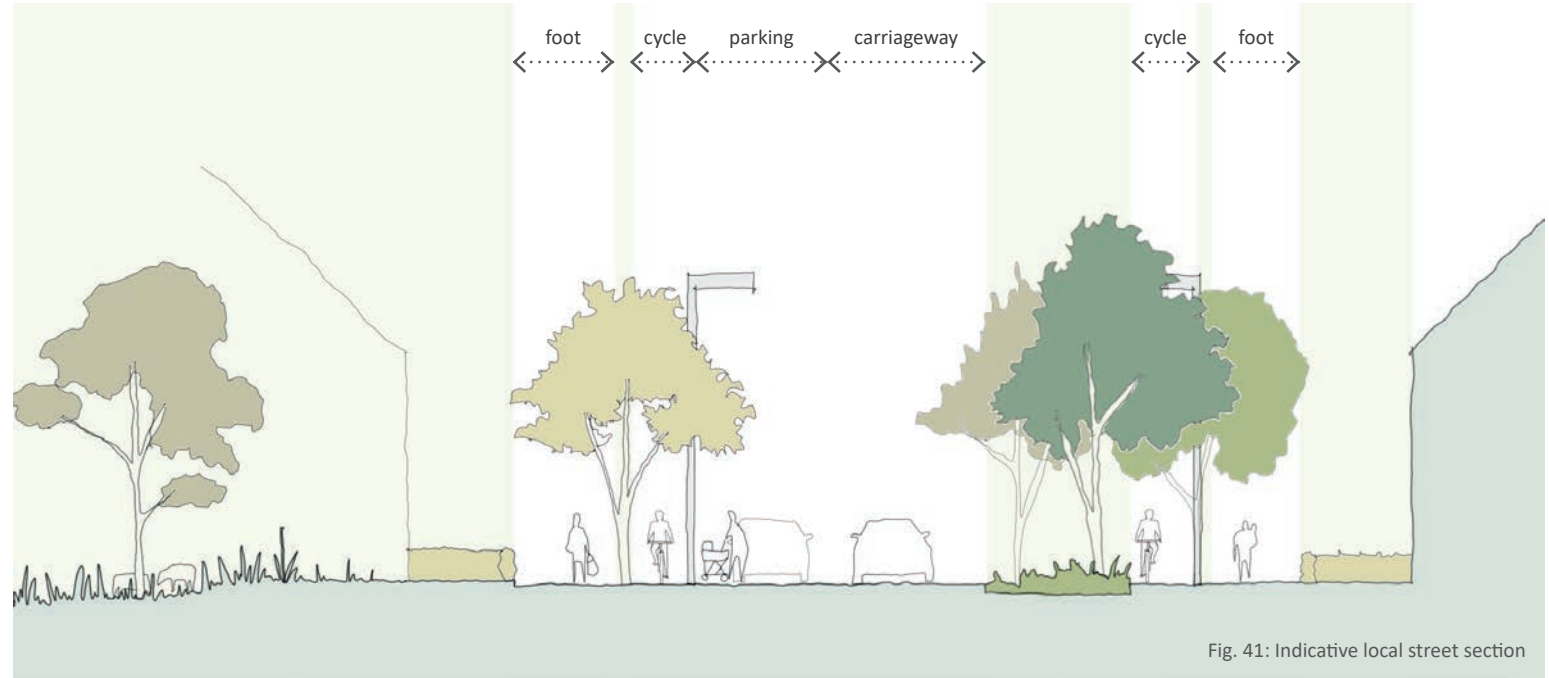 foot cycle parking carriageway cycle foot
Fig. 41: Indicative local street section